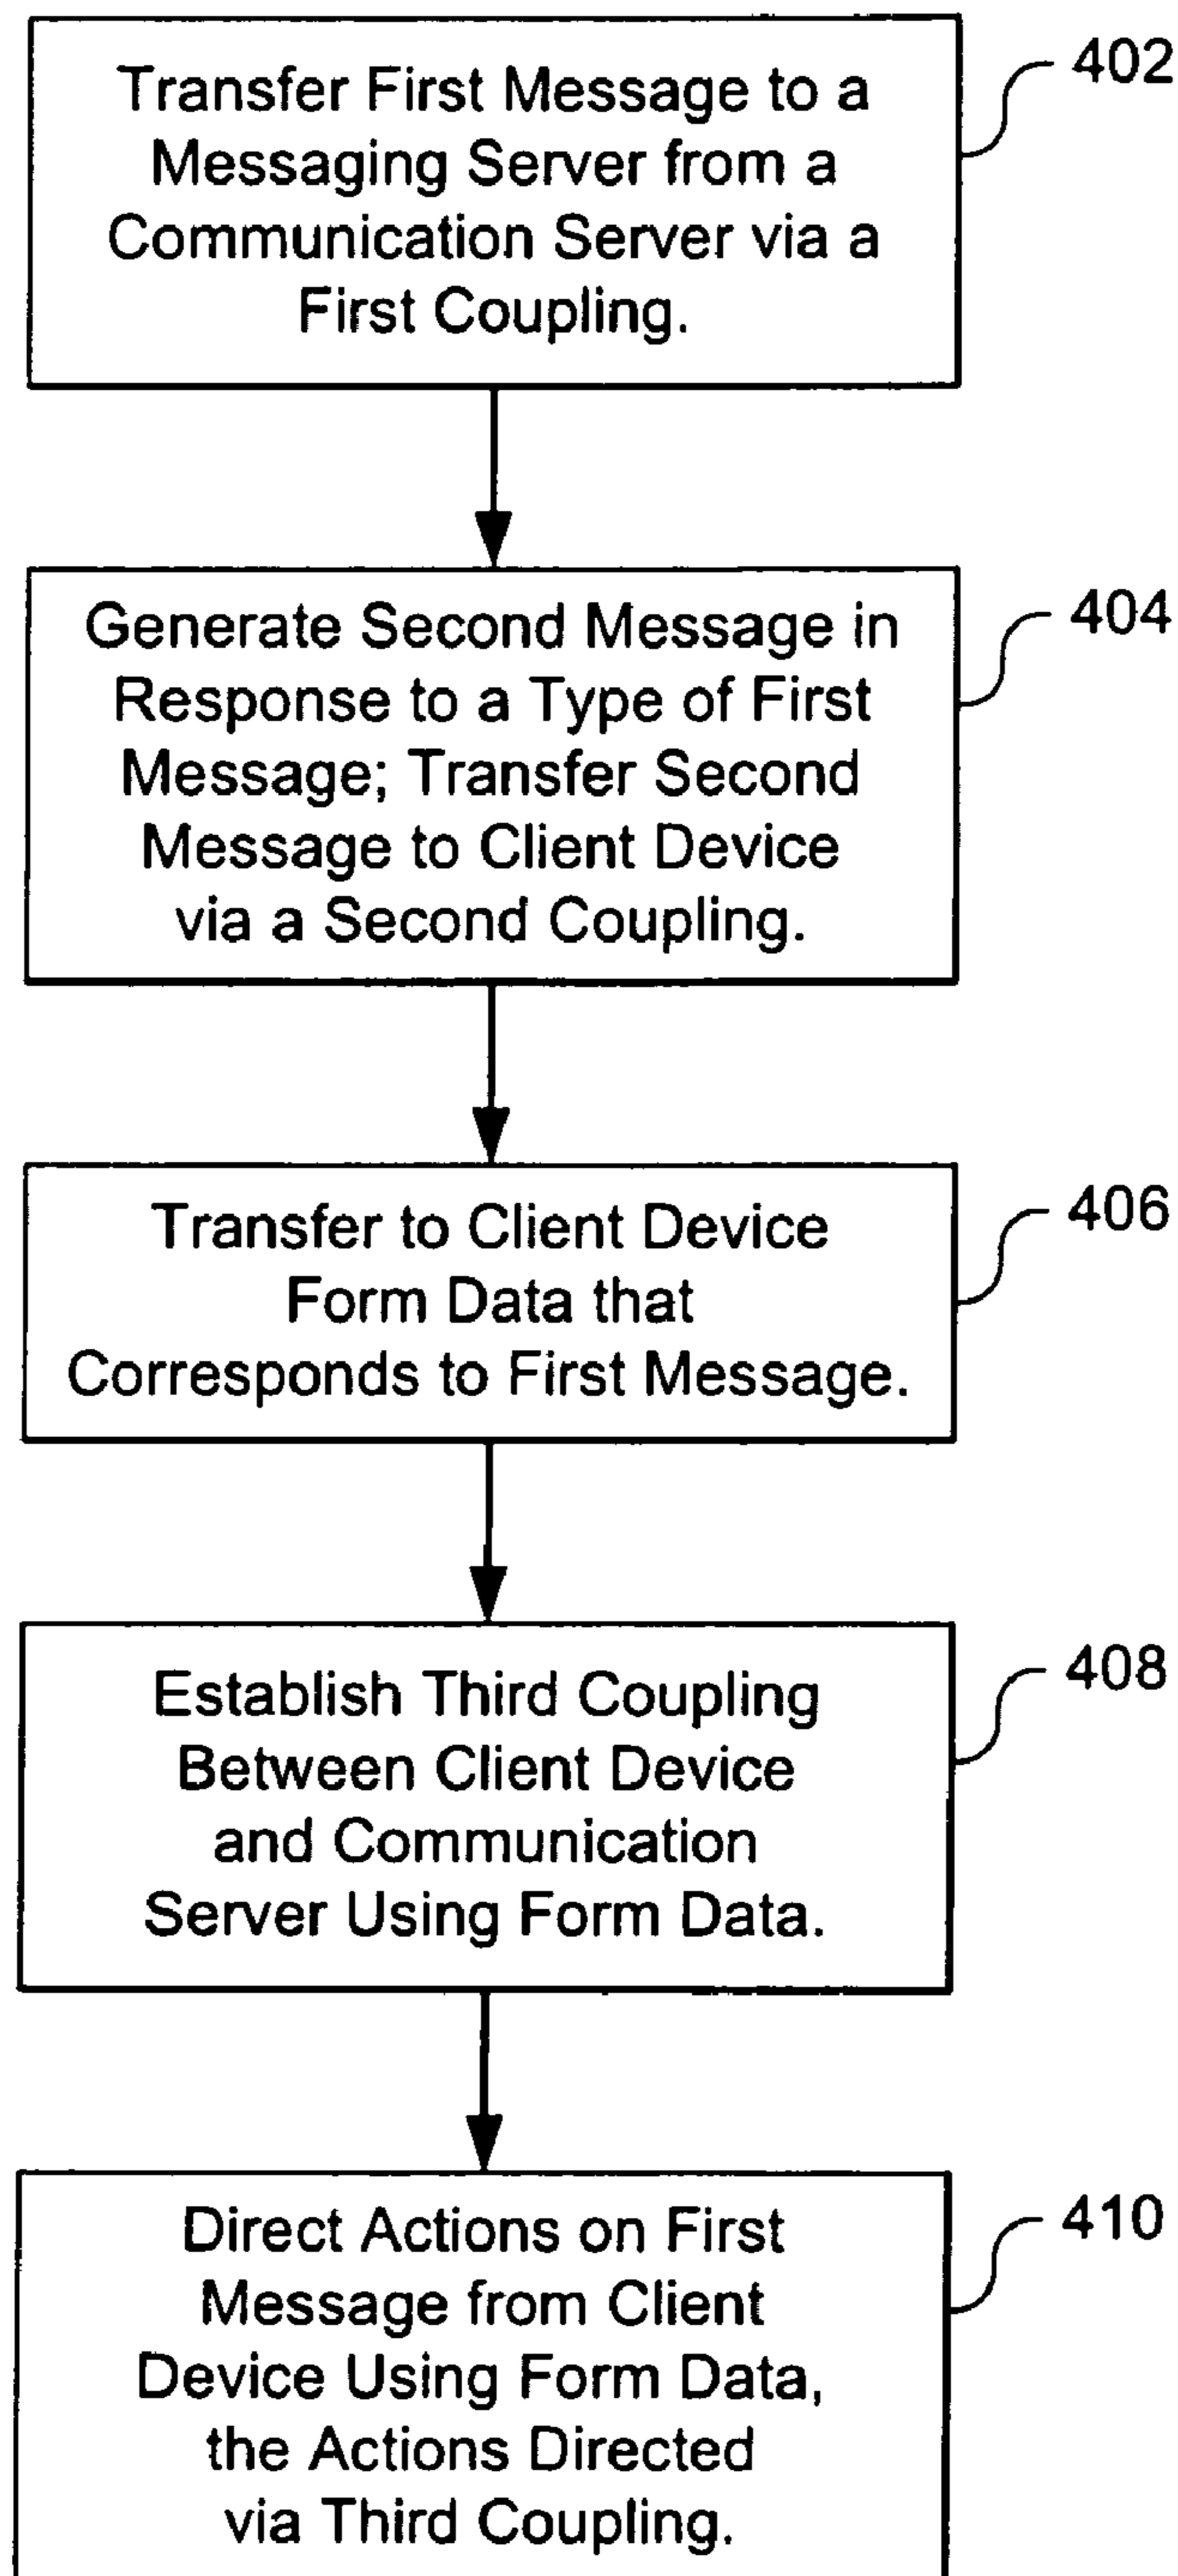 Transfer First Message to a
Messaging Server from a
Communication Server via a
First Coupling.
402
Generate Second Message in
Response to a Type of First
Message; Transfer Second
Message to Client Device
via a Second Coupling.
404
Transfer to Client Device
Form Data that
Corresponds to First Message.
406
Establish Third Coupling
Between Client Device
and Communication
Server Using Form Data.
408
Direct Actions on First
Message from Client
Device Using Form Data,
the Actions Directed
via Third Coupling.
410